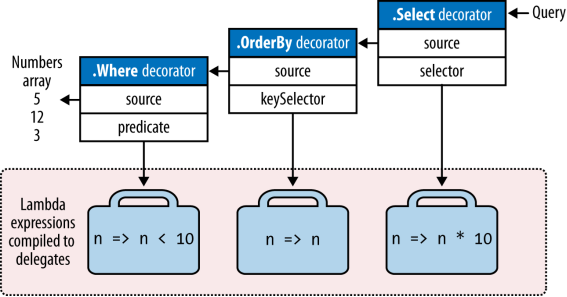 .Select decorator
Query
source
selector
.OrderBy decorator
source
keySelector
.Where decorator
source
predicate
Numbers
array
5
12
3
Lambda
expressions
compiled to
delegates
n => n < 10
n => n
n => n * 10